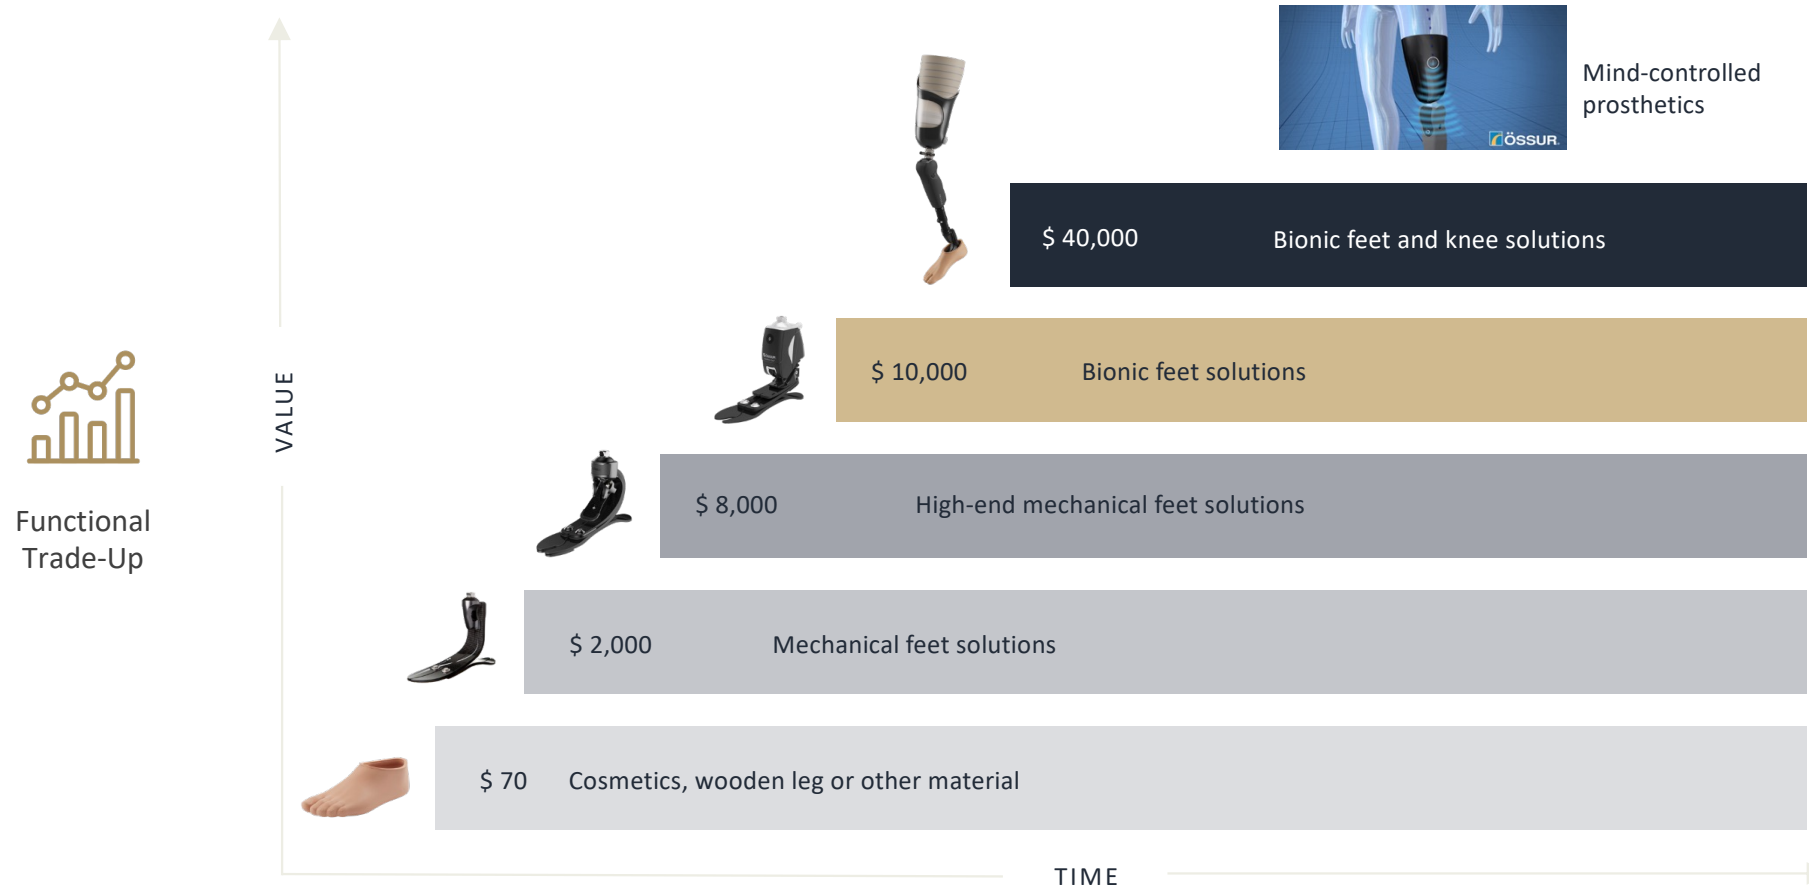 Mind-controlled
prosthetics
ÖSSUR
$ 40,000 Bionic feet and knee solutions
$ 10,000 Bionic feet solutions
VALUE
$ 8,000 High-end mechanical feet solutions
Functional
Trade-Up
$ 2,000 Mechanical feet solutions
$ 70 Cosmetics, wooden leg or other material
TIME